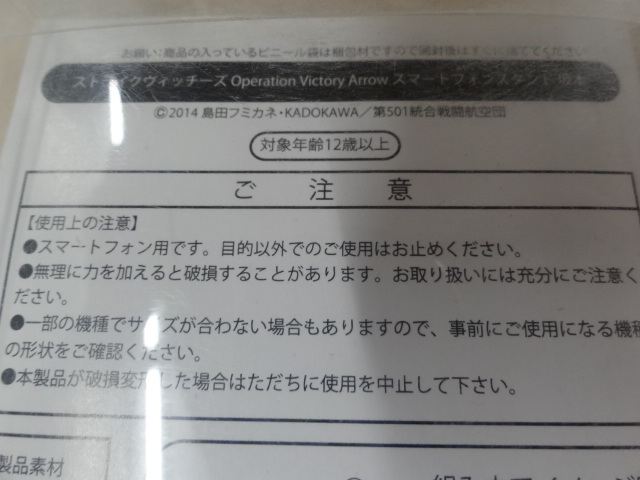 お願い:商品の入っているビニール袋は梱包材ですので開封後はすぐに捨ててください
ストライクウィッチーズ Operation Victory Arrow スマートフォンスタンド 坂本
©2014 島田フミカネ・KADOKAWA／第501統合戦闘航空団
対象年齢12歳以上
ご注意
【使用上の注意】
●スマートフォン用です。目的以外でのご使用はお止めください。
●無理に力を加えると破損することがあります。お取り扱いには充分にご注意く
ださい。
●一部の機種でサイズが合わない場合もありますので、事前にご使用になる機種
の形状をご確認ください。
●本製品が破損変形した場合はただちに使用を中止して下さい。
製品素材